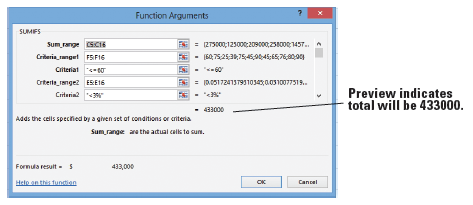 Function Arguments
? ×
SUMIFS
Sum_range E5:E16 = {275000;125000;209000;258000;1457...
Criteria_range1 F5:F16 = {60;75;25;39;75;45;90;45;65;76;80;90}
Criteria1 "<=60" = "<=60"
Criteria_range2 E5:E16 = {0.0517241379310345;0.0310077519...
Criteria2 "<3%" = "<3%"
= 433000
Preview indicates
total will be 433000.
Adds the cells specified by a given set of conditions or criteria.
Sum_range: are the actual cells to sum.
Formula result = $ 433,000
Help on this function
OK Cancel